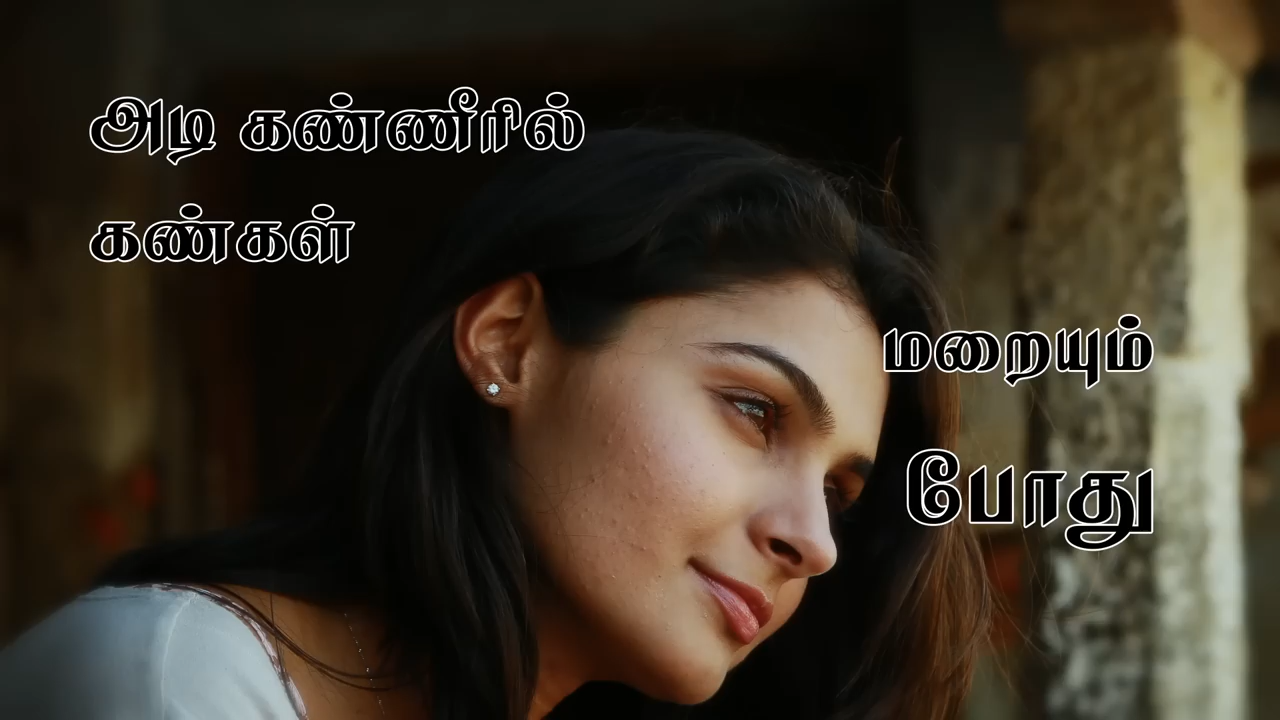 அடி கண்ணீரில்
கண்கள்
மறையும்
போது